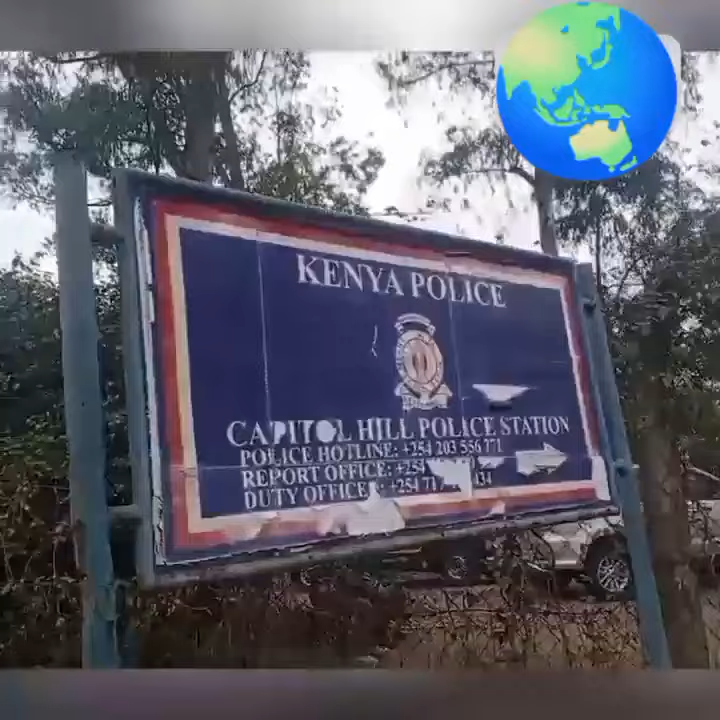 KENYA POLICE
CAPITOL HILL POLICE STATION
POLICE HOTLINE: +254 203 556 771
REPORT OFFICE: +254
DUTY OFFICE : +254 71 434